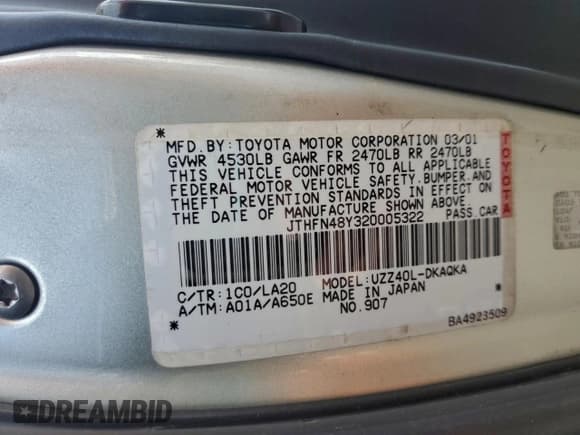 * MFD. BY: TOYOTA MOTOR CORPORATION 03/01
GVWR 4530LB GAWR FR 2470LB RR 2470LB
THIS VEHICLE CONFORMS TO ALL APPLICABLE
FEDERAL MOTOR VEHICLE SAFETY, BUMPER, AND
THEFT PREVENTION STANDARDS IN EFFECT ON
THE DATE OF MANUFACTURE SHOWN ABOVE.
JTHFN48Y320005322 PASS. CAR
TOYOTA
C/TR: 1C0/LA20 MODEL: UZZ40L-DKAQKA
A/TM: A01A/A650E MADE IN JAPAN
* NO. 907 *
BA4923509
DREAMBID